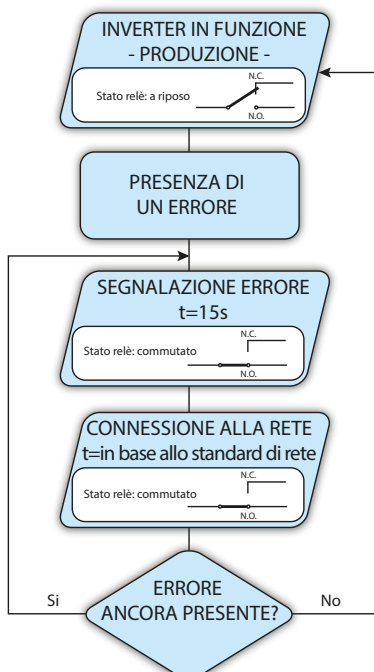 INVERTER IN FUNZIONE
- PRODUZIONE -
N.C.
Stato relè: a riposo
N.O.
PRESENZA DI
UN ERRORE
SEGNALAZIONE ERRORE
t=15s
N.C.
Stato relè: commutato
N.O.
CONNESSIONE ALLA RETE
t=in base allo standard di rete
N.C.
Stato relè: commutato
N.O.
Si
ERRORE
ANCORA PRESENTE?
No